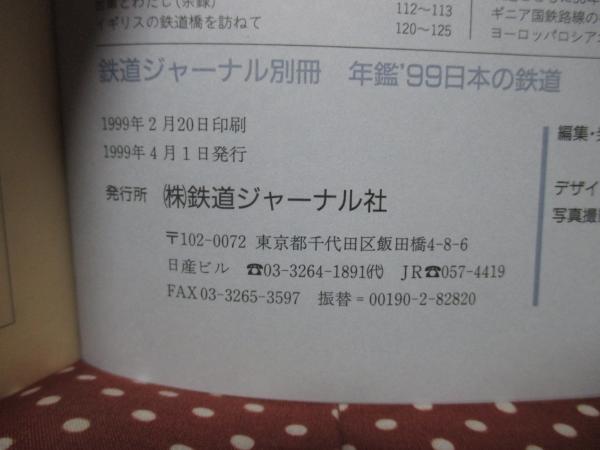 イギリスの鉄道橋を訪ねて
112〜113
120〜125
ギニア国鉄路線の
ヨーロッパロシア
鉄道ジャーナル別冊　年鑑'99日本の鉄道
1999年2月20日印刷
1999年4月1日発行
発行所　㈱鉄道ジャーナル社
〒102-0072 東京都千代田区飯田橋4-8-6
日産ビル　☎03-3264-1891㈹　JR☎057-4419
FAX 03-3265-3597　振替＝00190-2-82820
編集・
デザイ
写真撮